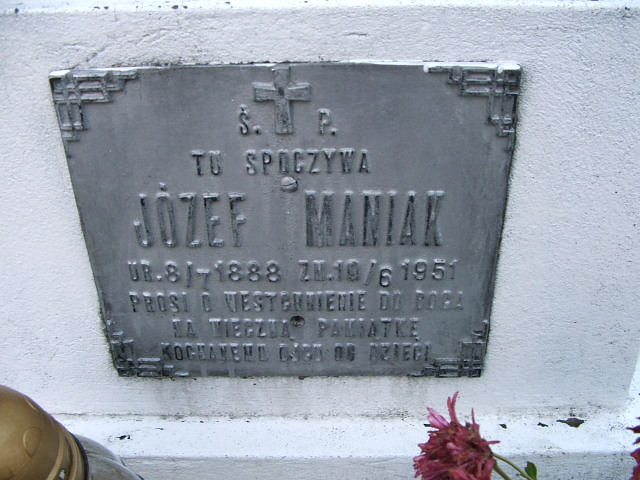 Ś. P.
TU SPOCZYWA
JÓZEF MANIAK
UR. 8/7 1888 ZM. 19/6 1951
PROSI O WESTCHNIENIE DO BOGA
NA WIECZNĄ PAMIĄTKĘ
KOCHANEMU OJCU OD DZIECI